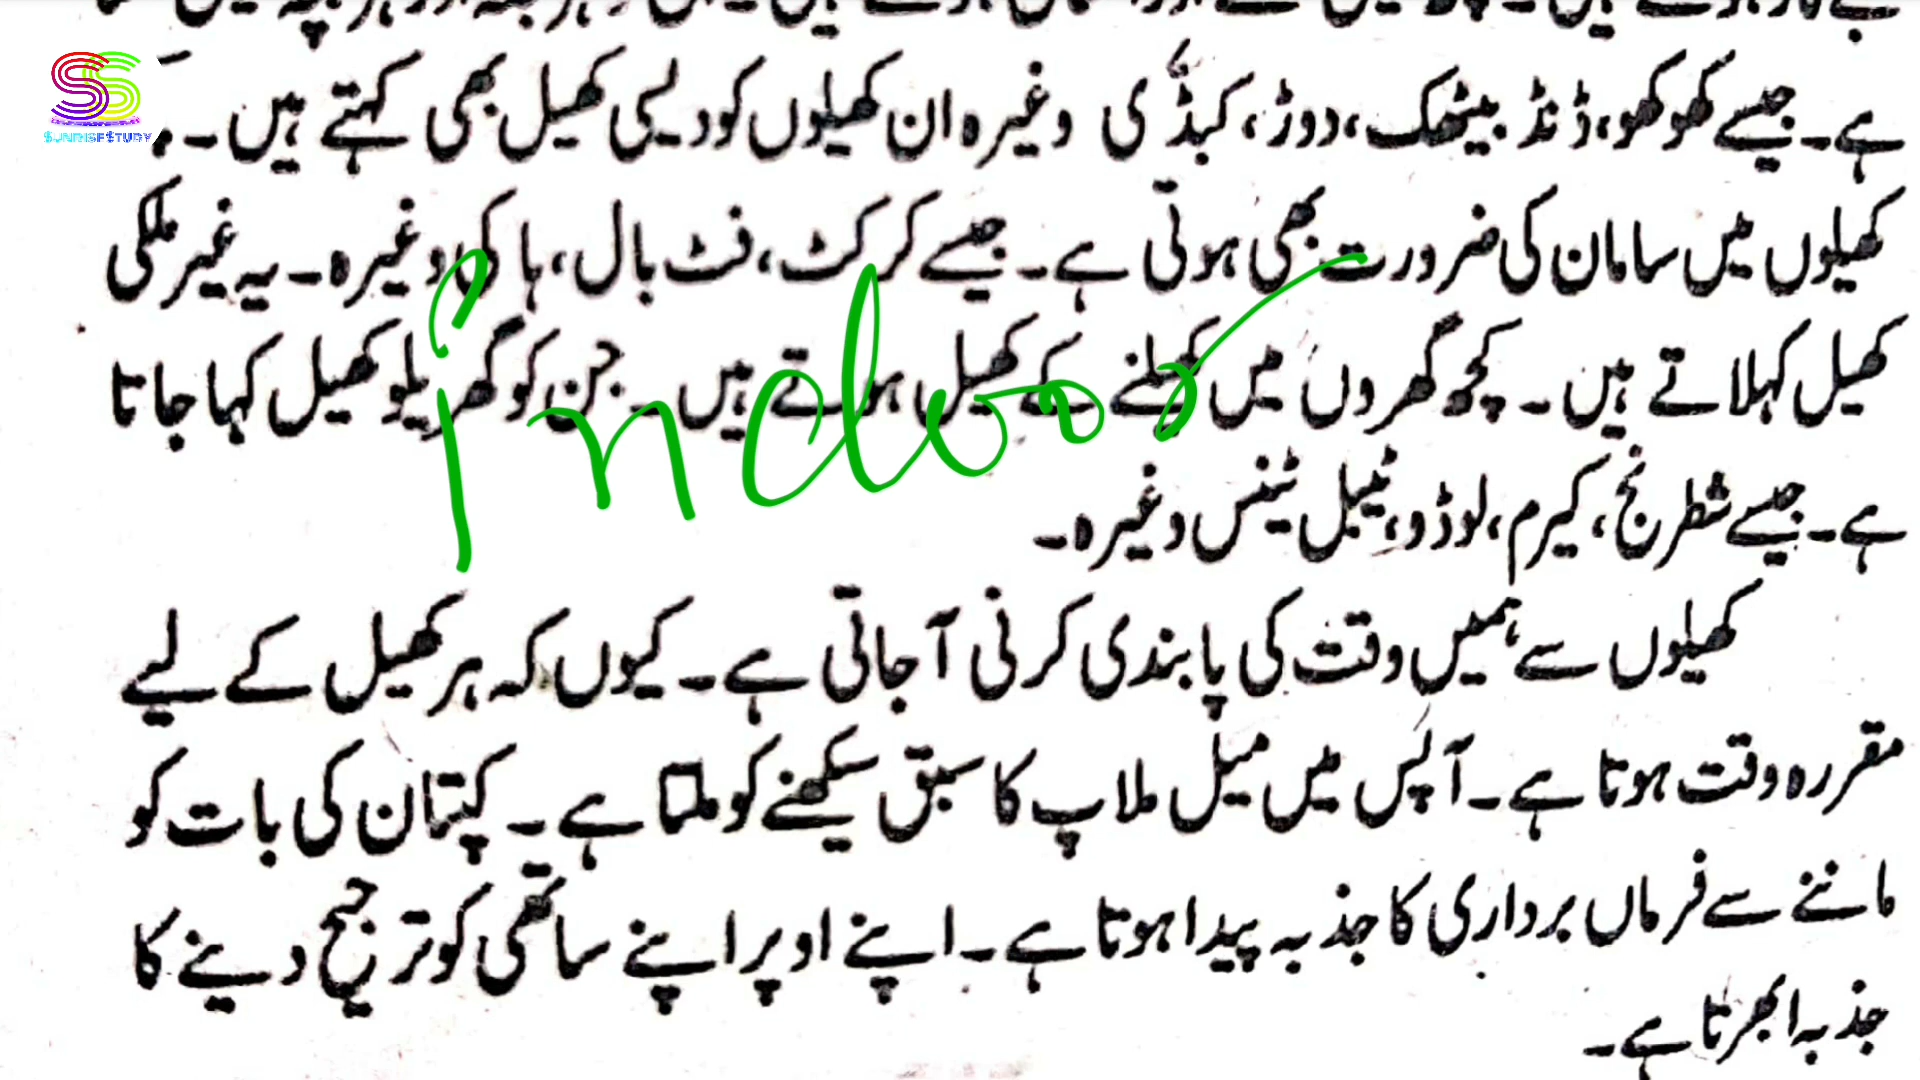 ہے۔ جیسے کھوکھو، ڈنڈ بیٹھک، دوڑ، کبڈّی وغیرہ ان کھیلوں کو دیسی کھیل بھی کہتے ہیں۔
کھیلوں میں سامان کی ضرورت بھی ہوتی ہے۔ جیسے کرکٹ، فٹ بال، ہاکی وغیرہ۔ یہ غیر ملکی
کھیل کہلاتے ہیں۔ کچھ گھروں میں کھیلنے کے کھیل ہوتے ہیں۔ جن کو گھریلو کھیل کہا جاتا
indoor
ہے۔ جیسے شطرنج، کیرم، لوڈو، ٹیبل ٹینس وغیرہ۔
کھیلوں سے ہمیں وقت کی پابندی کرنی آجاتی ہے۔ کیوں کہ ہر کھیل کے لیے
مقررہ وقت ہوتا ہے۔ آپس میں میل ملاپ کا سبق سیکھنے کو ملتا ہے۔ کپتان کی بات کو
ماننے سے فرماں برداری کا جذبہ پیدا ہوتا ہے۔ اپنے اوپر اپنے ساتھی کو ترجیح دینے کا
جذبہ ابھرتا ہے۔
SUNRISESTUDY